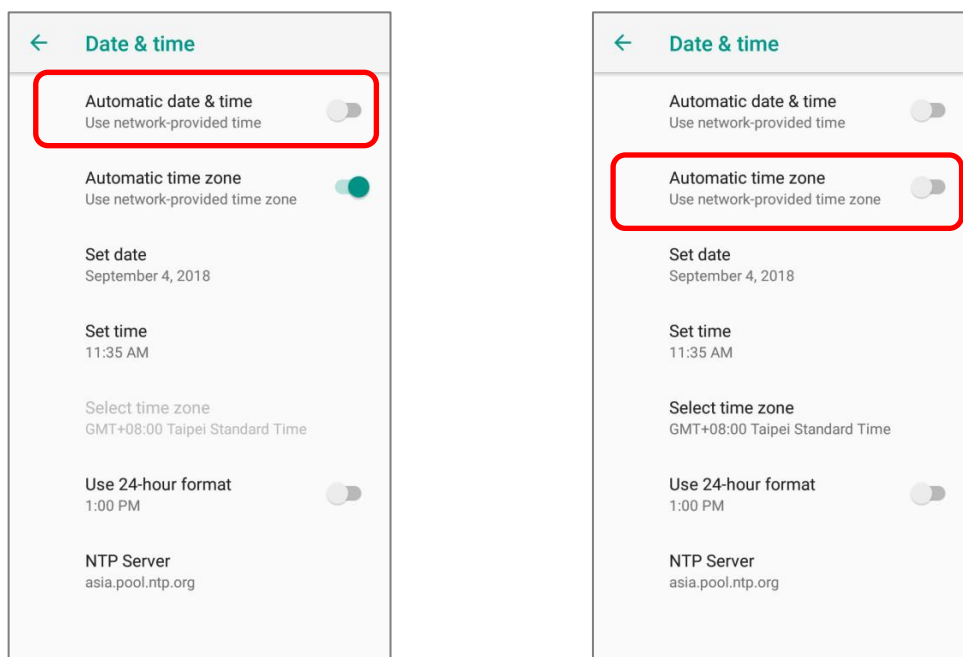 Date & time
Automatic date & time
Use network-provided time
Automatic time zone
Use network-provided time zone
Set date
September 4, 2018
Set time
11:35 AM
Select time zone
GMT+08:00 Taipei Standard Time
Use 24-hour format
1:00 PM
NTP Server
asia.pool.ntp.org
Date & time
Automatic date & time
Use network-provided time
Automatic time zone
Use network-provided time zone
Set date
September 4, 2018
Set time
11:35 AM
Select time zone
GMT+08:00 Taipei Standard Time
Use 24-hour format
1:00 PM
NTP Server
asia.pool.ntp.org